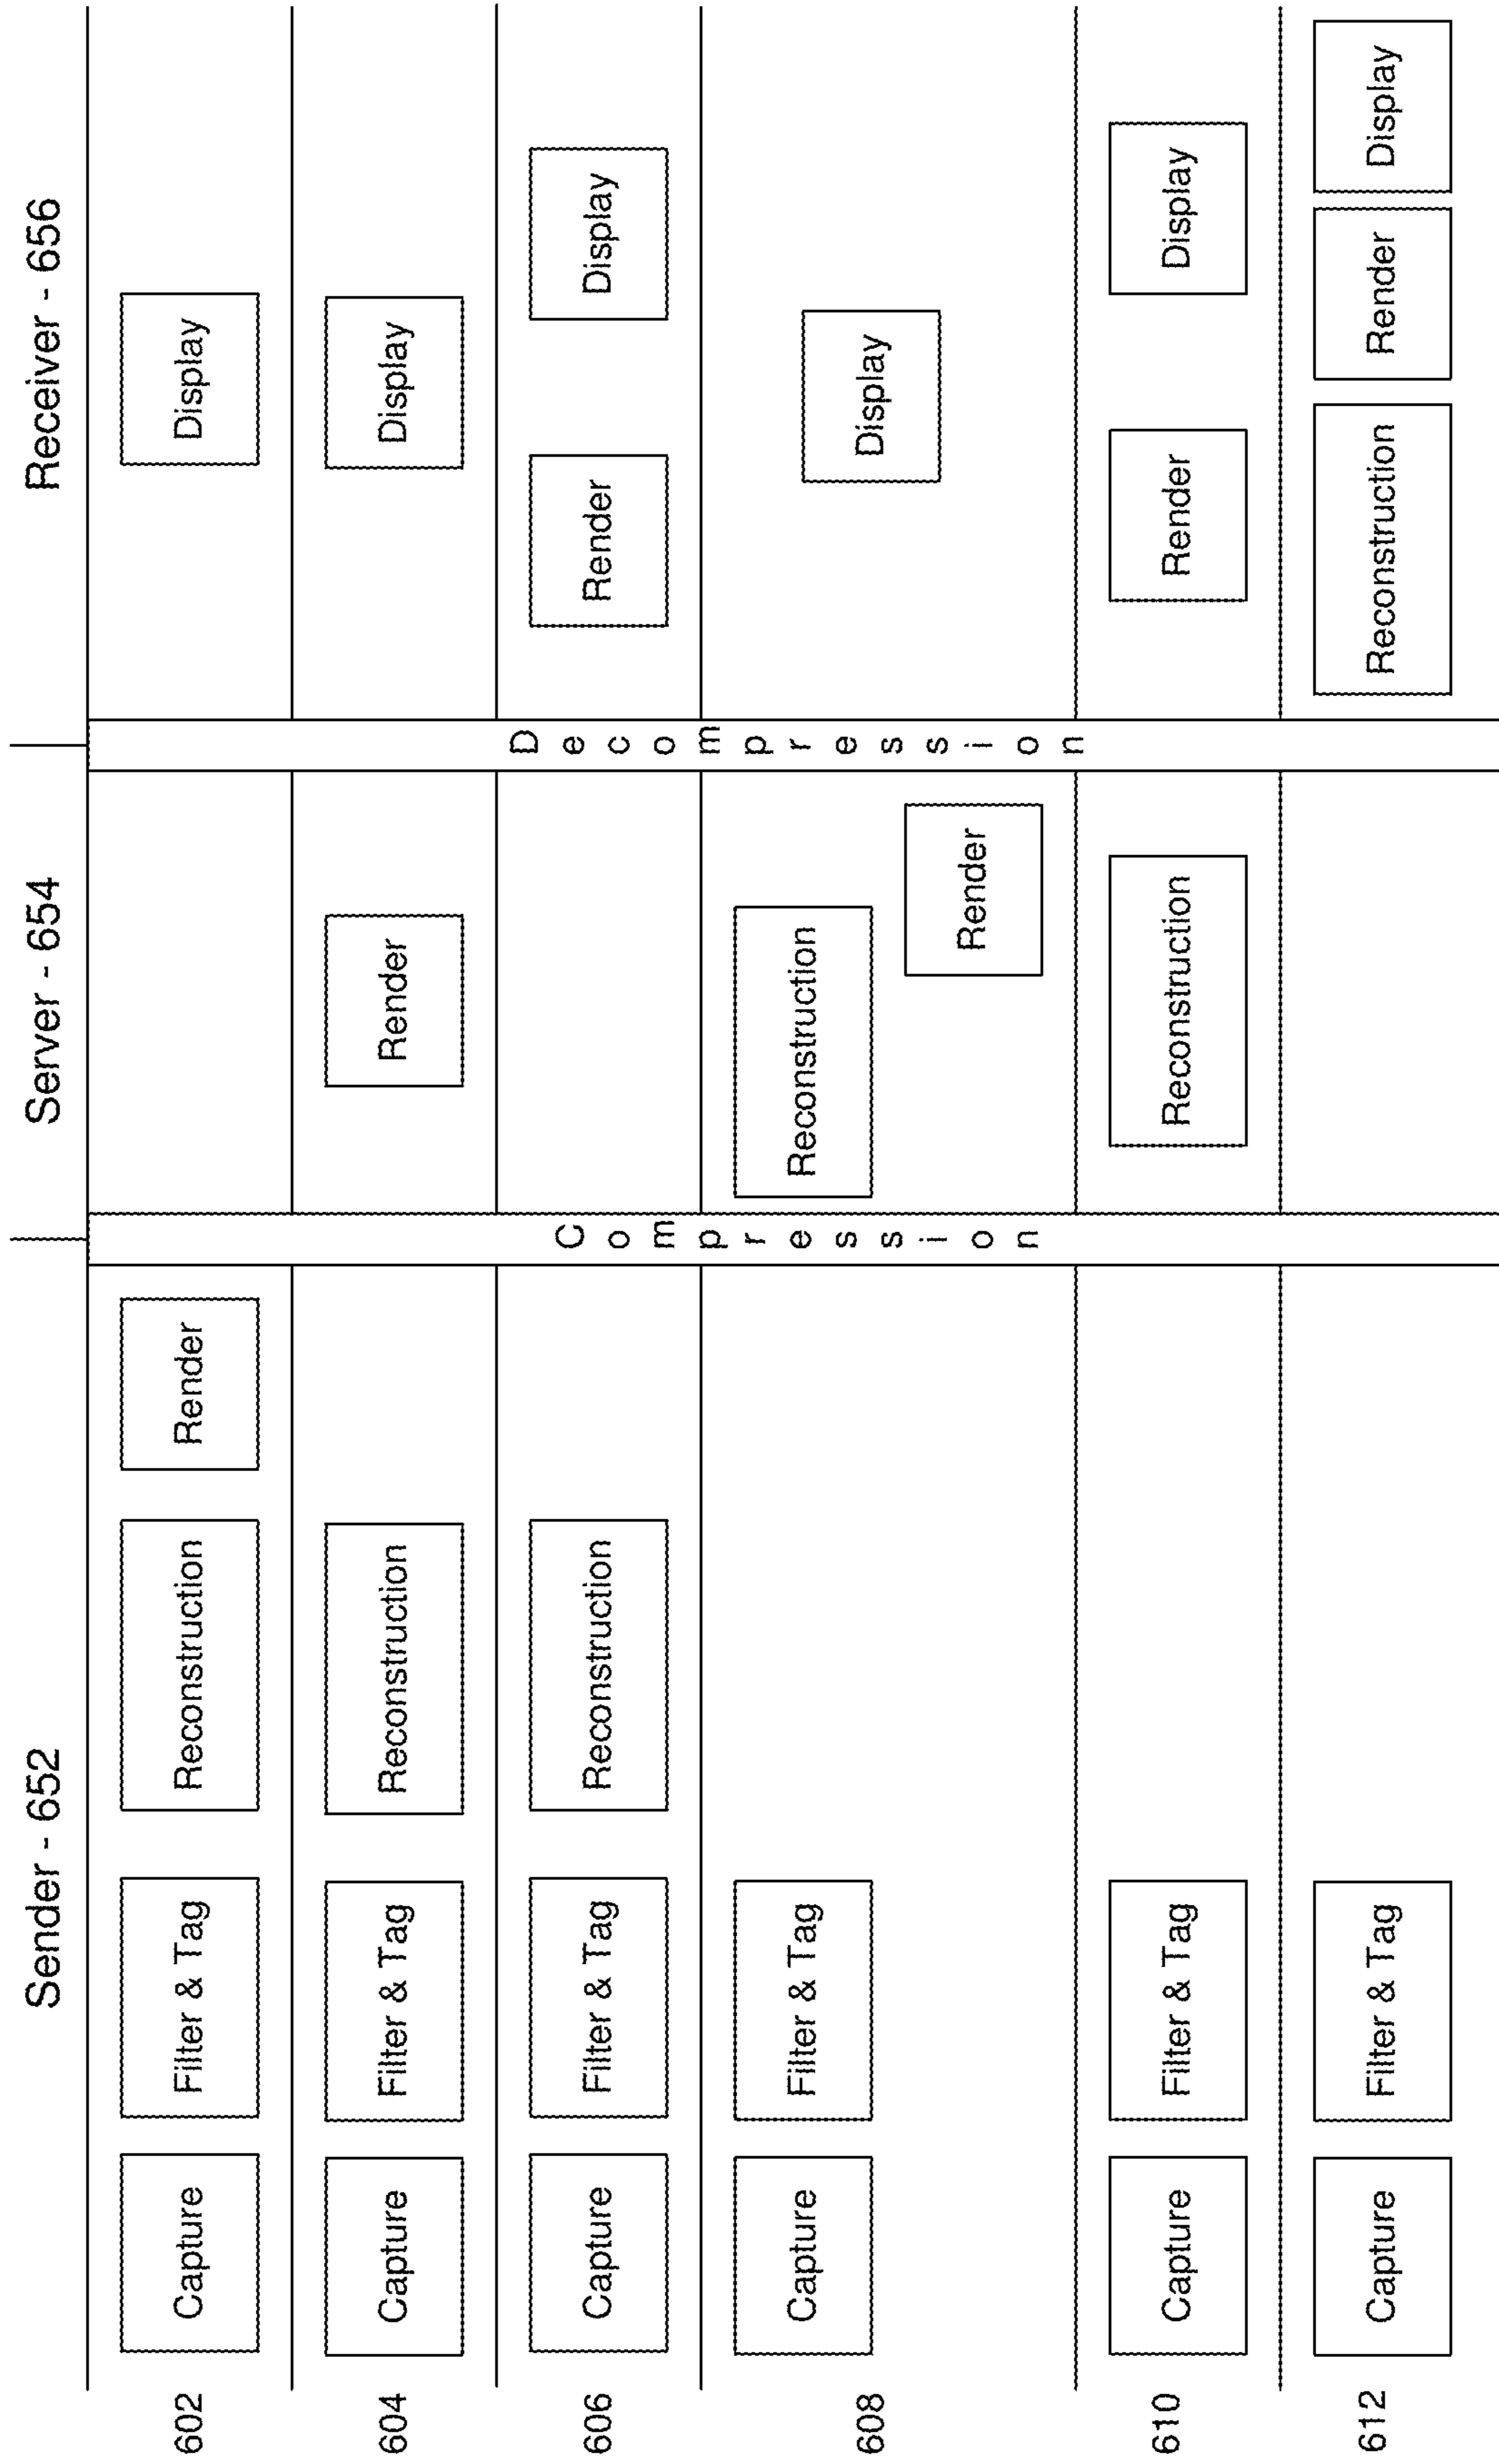 Sender - 652
Server - 654
Receiver - 656
602
Capture
Filter & Tag
Reconstruction
Render
Display
604
Capture
Filter & Tag
Reconstruction
Render
Display
606
Capture
Filter & Tag
Reconstruction
Render
Display
Compression
Decompression
608
Capture
Filter & Tag
Reconstruction
Render
Display
610
Capture
Filter & Tag
Reconstruction
Render
Display
612
Capture
Filter & Tag
Reconstruction
Render
Display